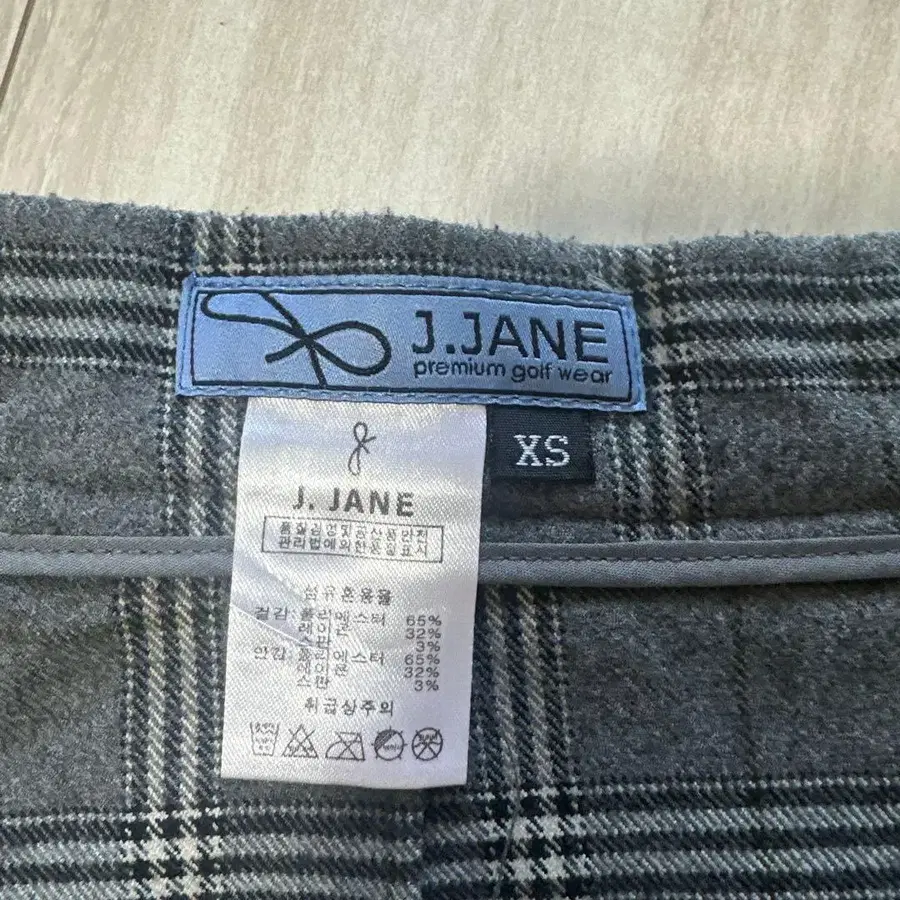 J.JANE
premium golf wear
XS
J. JANE
품질경영및공산품안전
관리법에의한품질표시
섬유혼용율
겉감 폴리에스터 65%
레이온 32%
3%
안감 폴리에스터 65%
레이온 32%
스판 3%
취급상주의